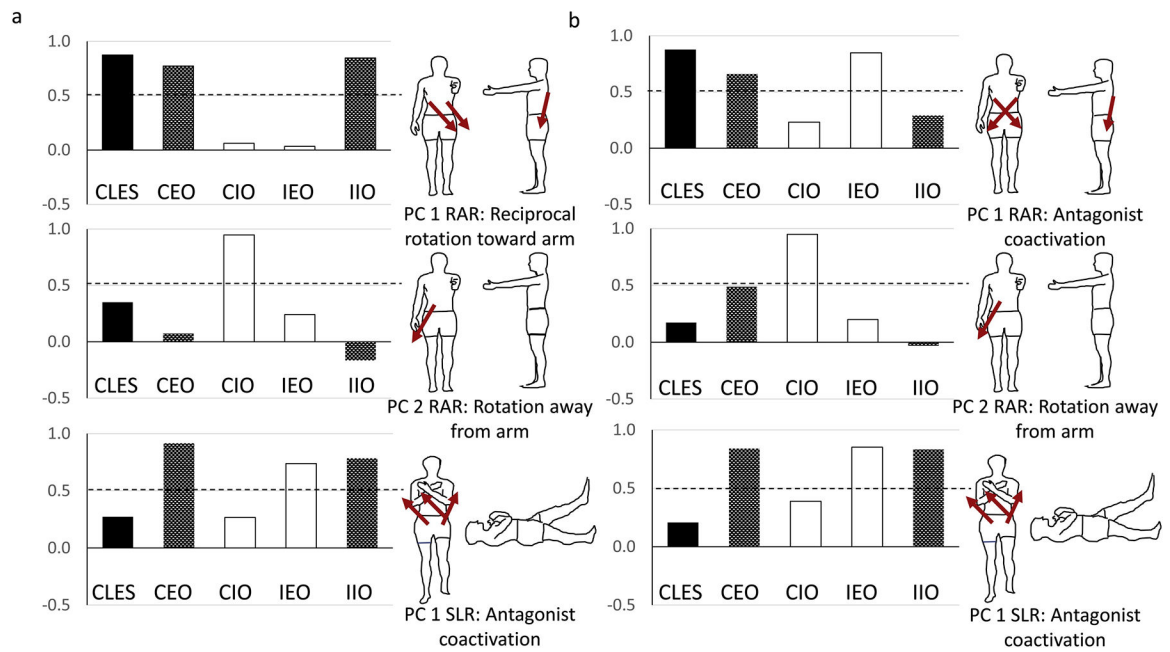 a
1.0
0.5
0.0
-0.5
CLES CEO CIO IEO IIO
PC 1 RAR: Reciprocal
rotation toward arm
1.0
0.5
0.0
-0.5
CLES CEO CIO IEO IIO
PC 2 RAR: Rotation away
from arm
1.0
0.5
0.0
-0.5
CLES CEO CIO IEO IIO
PC 1 SLR: Antagonist
coactivation
b
1.0
0.5
0.0
-0.5
CLES CEO CIO IEO IIO
PC 1 RAR: Antagonist
coactivation
1.0
0.5
0.0
-0.5
CLES CEO CIO IEO IIO
PC 2 RAR: Rotation away
from arm
1.0
0.5
0.0
-0.5
CLES CEO CIO IEO IIO
PC 1 SLR: Antagonist
coactivation